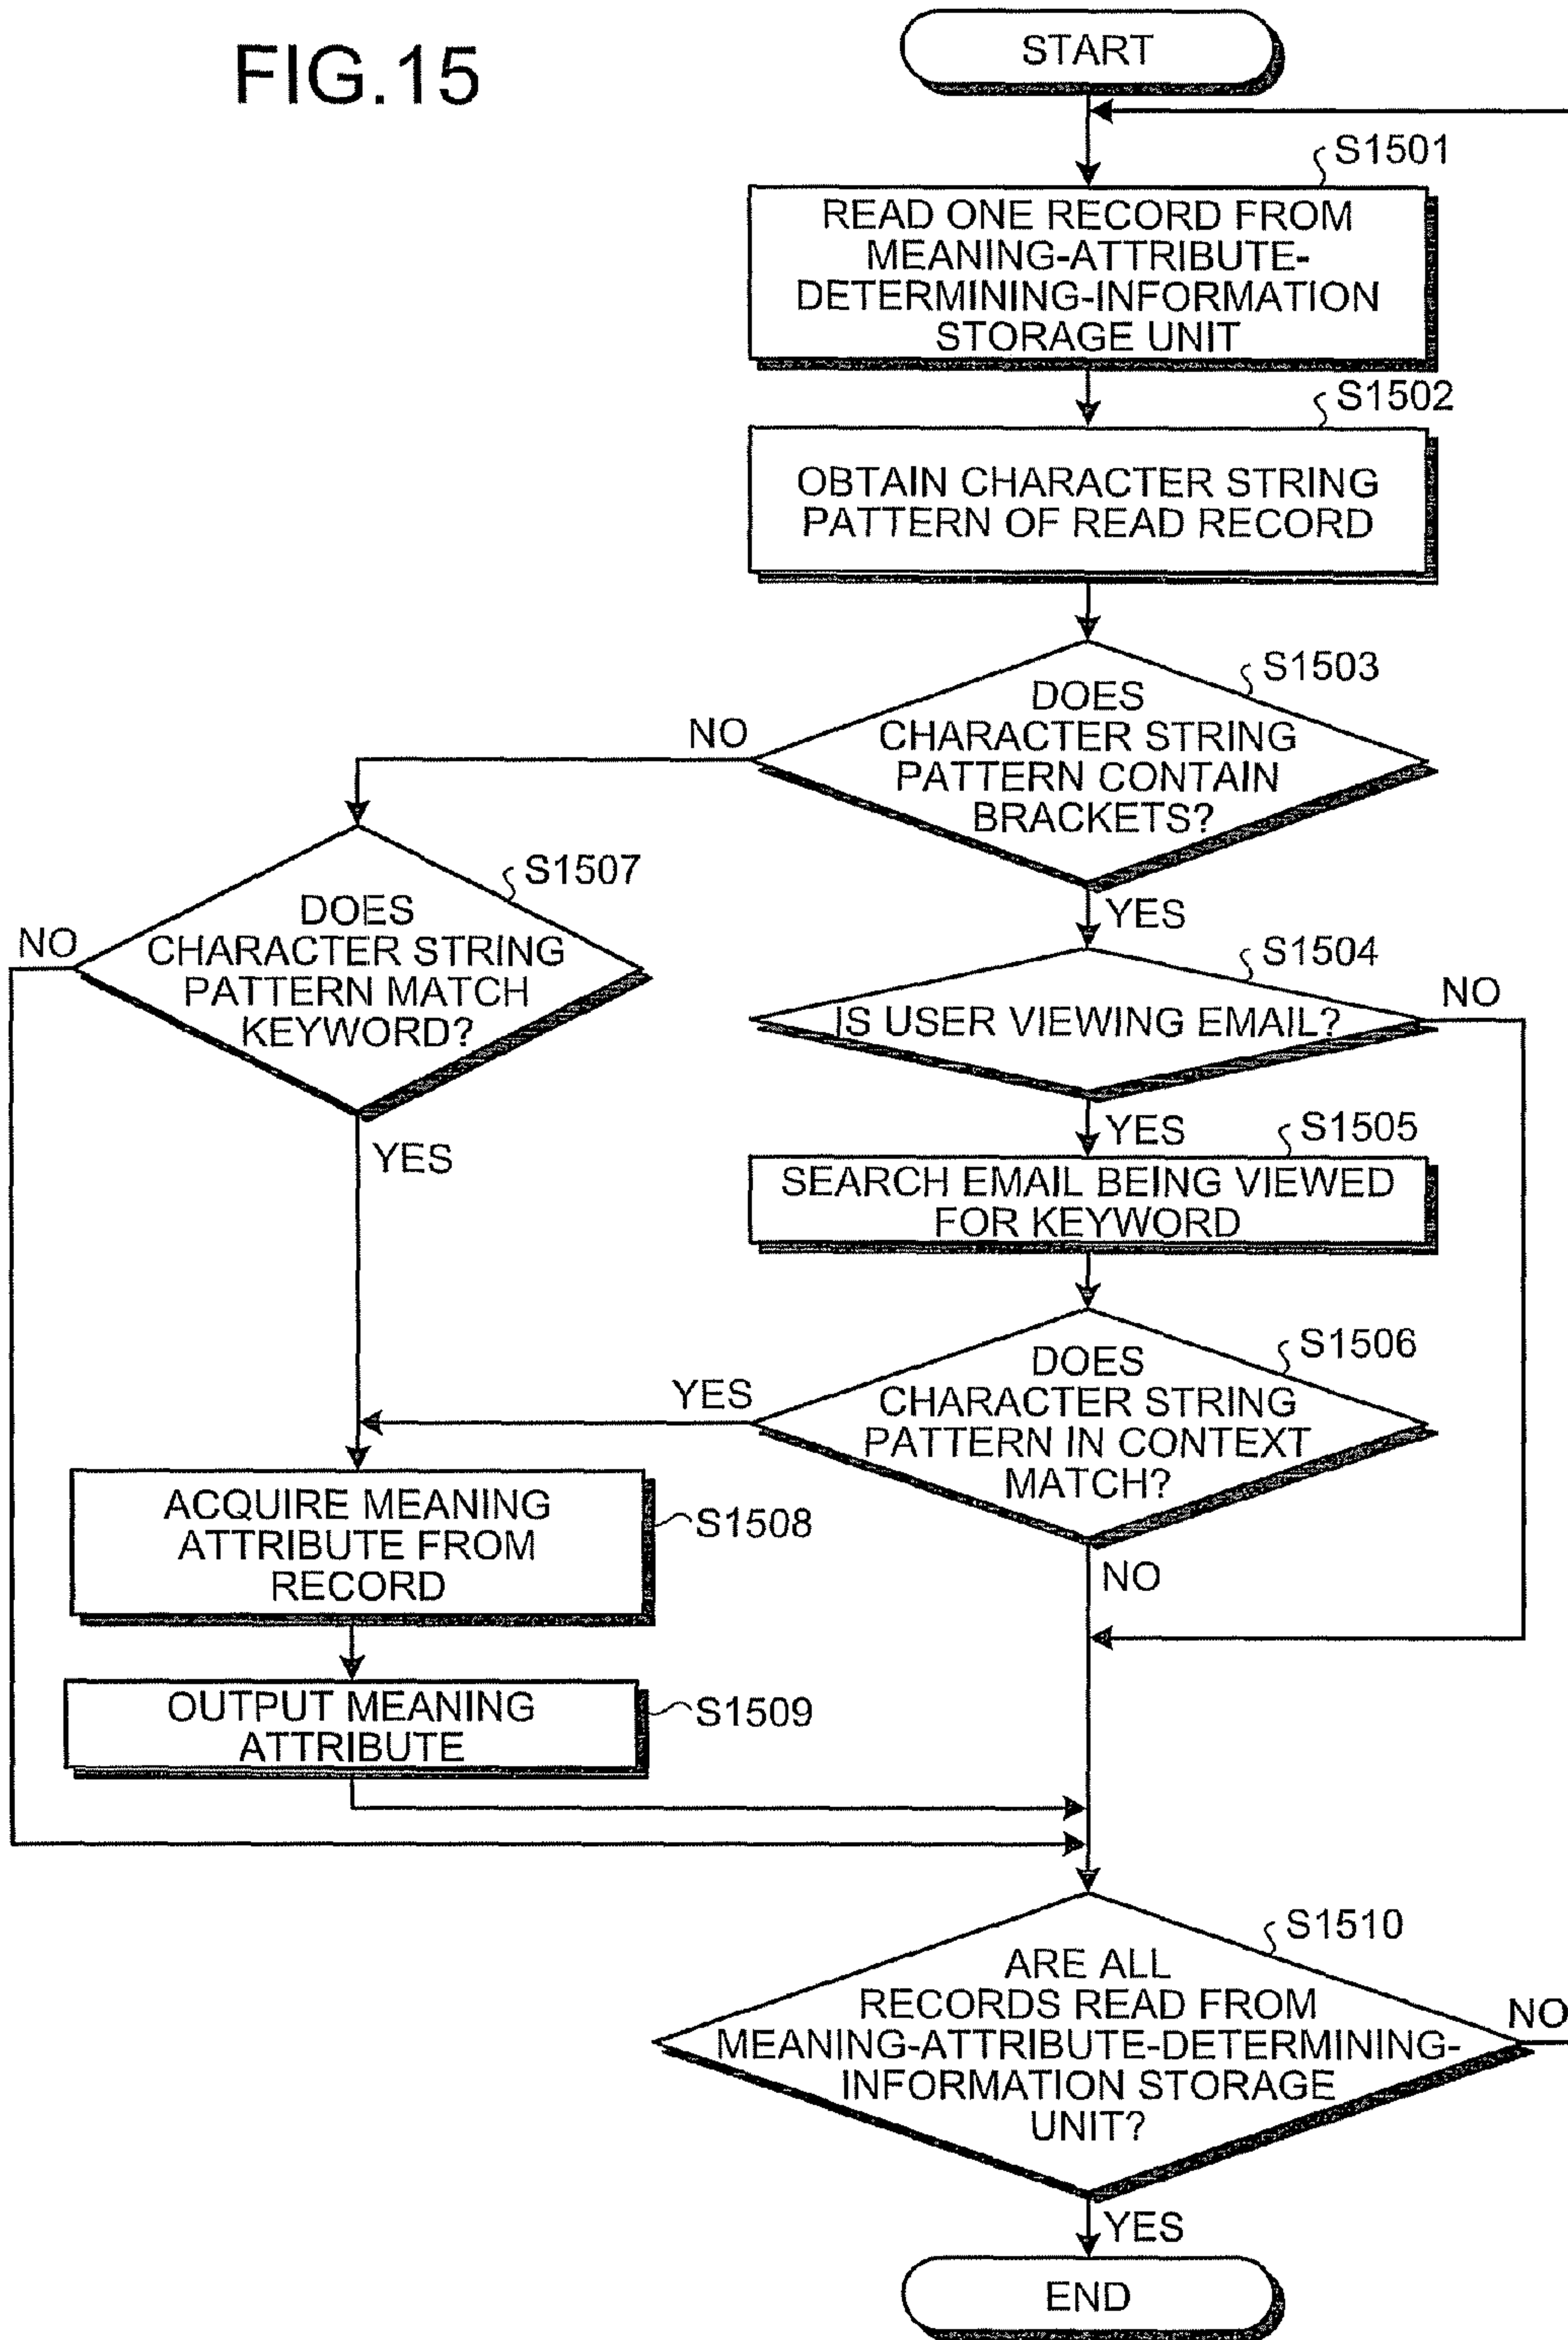 FIG.15
START
S1501
READ ONE RECORD FROM
MEANING-ATTRIBUTE-
DETERMINING-INFORMATION
STORAGE UNIT
S1502
OBTAIN CHARACTER STRING
PATTERN OF READ RECORD
S1503
DOES
CHARACTER STRING
PATTERN CONTAIN
BRACKETS?
NO
YES
S1507
DOES
CHARACTER STRING
PATTERN MATCH
KEYWORD?
NO
YES
S1504
IS USER VIEWING EMAIL?
NO
YES
S1505
SEARCH EMAIL BEING VIEWED
FOR KEYWORD
S1506
DOES
CHARACTER STRING
PATTERN IN CONTEXT
MATCH?
YES
NO
ACQUIRE MEANING
ATTRIBUTE FROM
RECORD
S1508
OUTPUT MEANING
ATTRIBUTE
S1509
S1510
ARE ALL
RECORDS READ FROM
MEANING-ATTRIBUTE-DETERMINING-
INFORMATION STORAGE
UNIT?
NO
YES
END